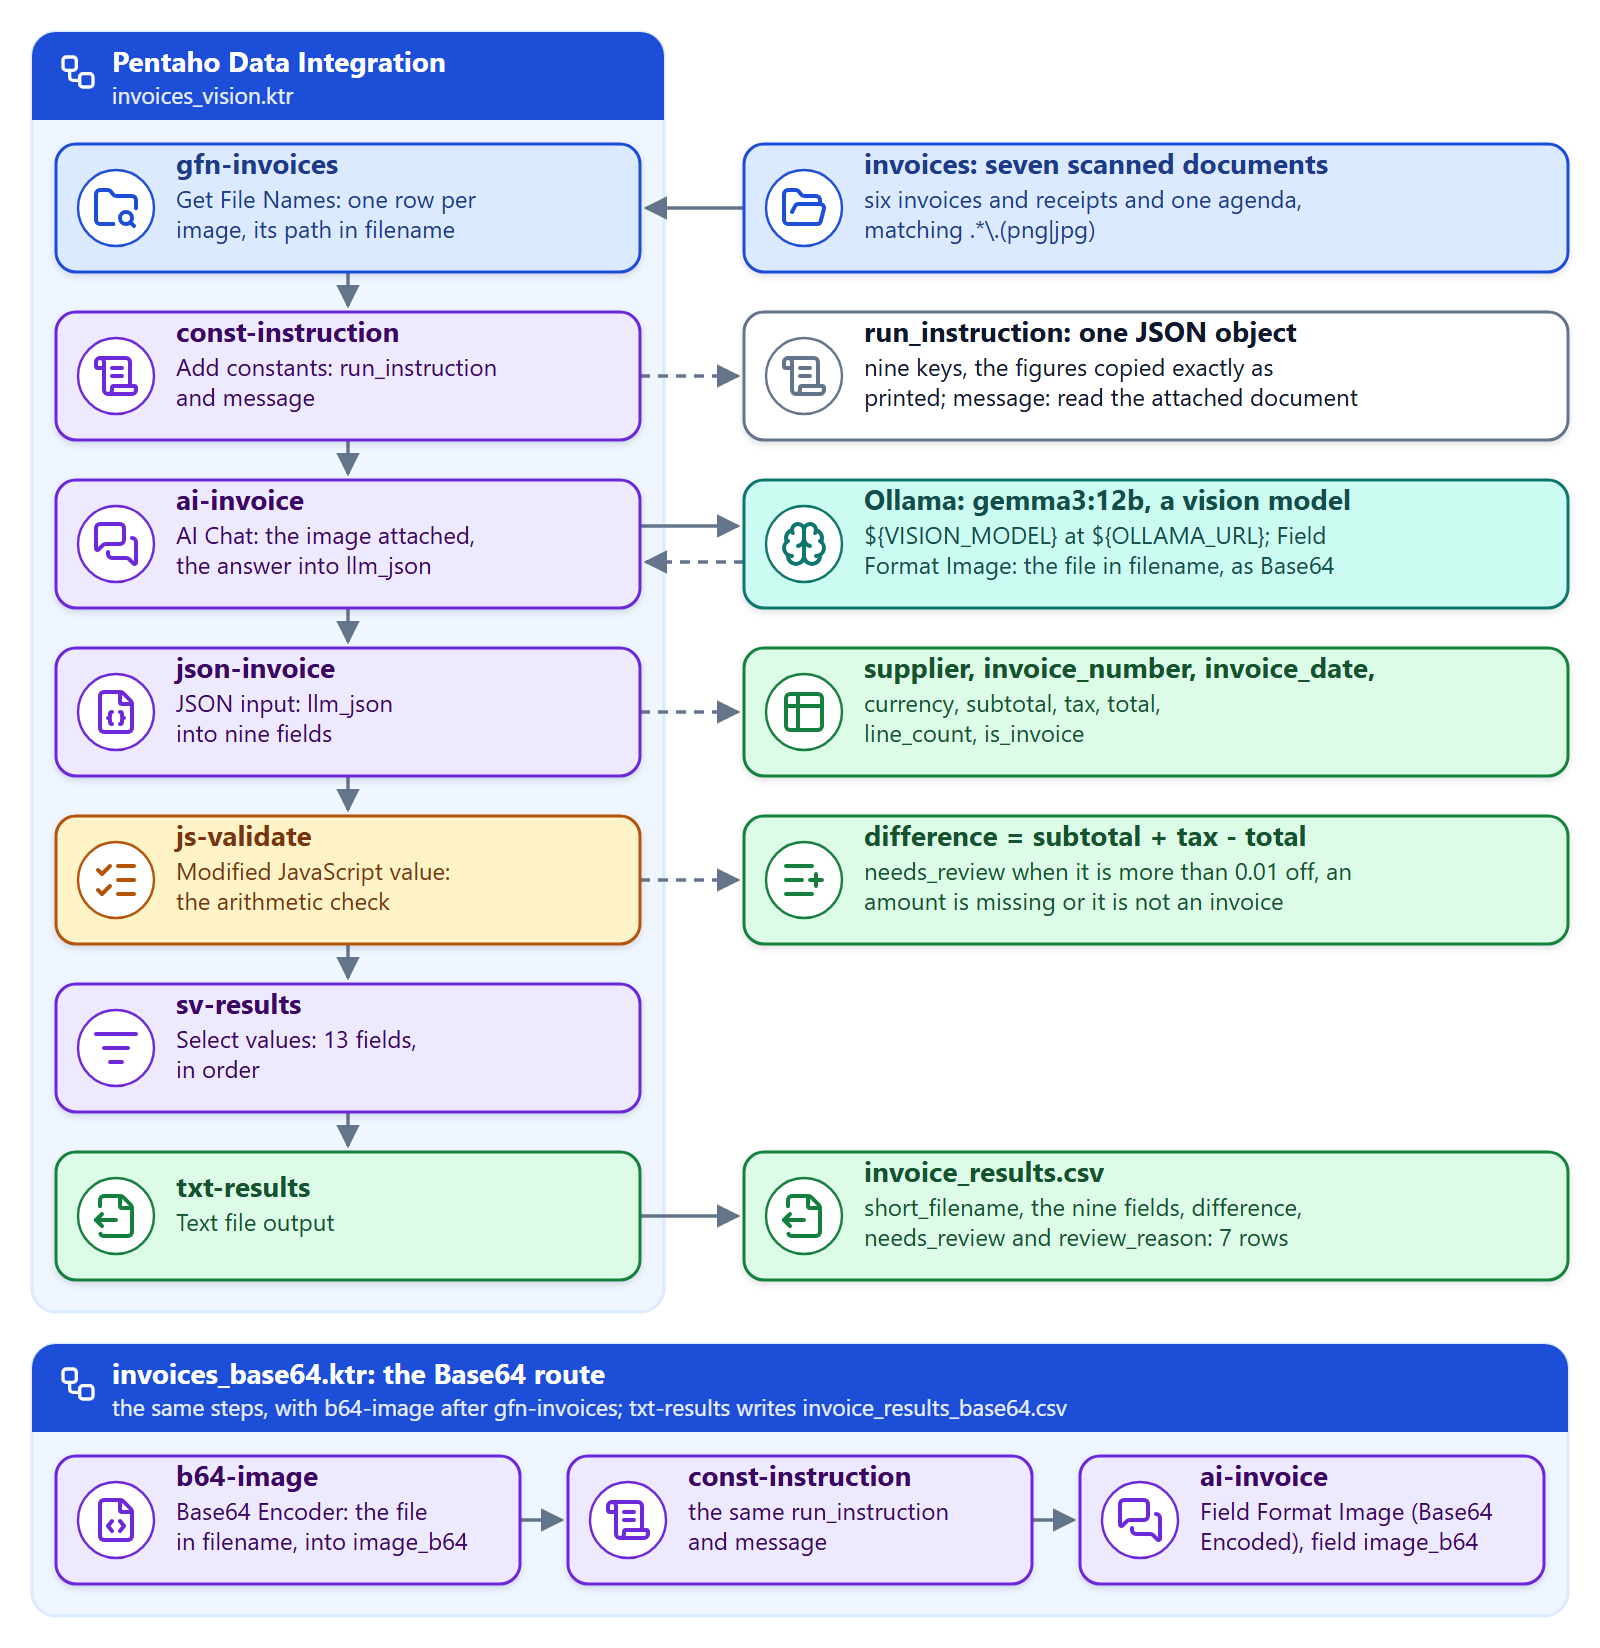 Pentaho Data Integration
invoices_vision.ktr
gfn-invoices
Get File Names: one row per
image, its path in filename
invoices: seven scanned documents
six invoices and receipts and one agenda,
matching .*\.(png|jpg)
const-instruction
Add constants: run_instruction
and message
run_instruction: one JSON object
nine keys, the figures copied exactly as
printed; message: read the attached document
ai-invoice
AI Chat: the image attached,
the answer into llm_json
Ollama: gemma3:12b, a vision model
${VISION_MODEL} at ${OLLAMA_URL}; Field
Format Image: the file in filename, as Base64
json-invoice
JSON input: llm_json
into nine fields
supplier, invoice_number, invoice_date,
currency, subtotal, tax, total,
line_count, is_invoice
js-validate
Modified JavaScript value:
the arithmetic check
difference = subtotal + tax - total
needs_review when it is more than 0.01 off, an
amount is missing or it is not an invoice
sv-results
Select values: 13 fields,
in order
txt-results
Text file output
invoice_results.csv
short_filename, the nine fields, difference,
needs_review and review_reason: 7 rows
invoices_base64.ktr: the Base64 route
the same steps, with b64-image after gfn-invoices; txt-results writes invoice_results_base64.csv
b64-image
Base64 Encoder: the file
in filename, into image_b64
const-instruction
the same run_instruction
and message
ai-invoice
Field Format Image (Base64
Encoded), field image_b64